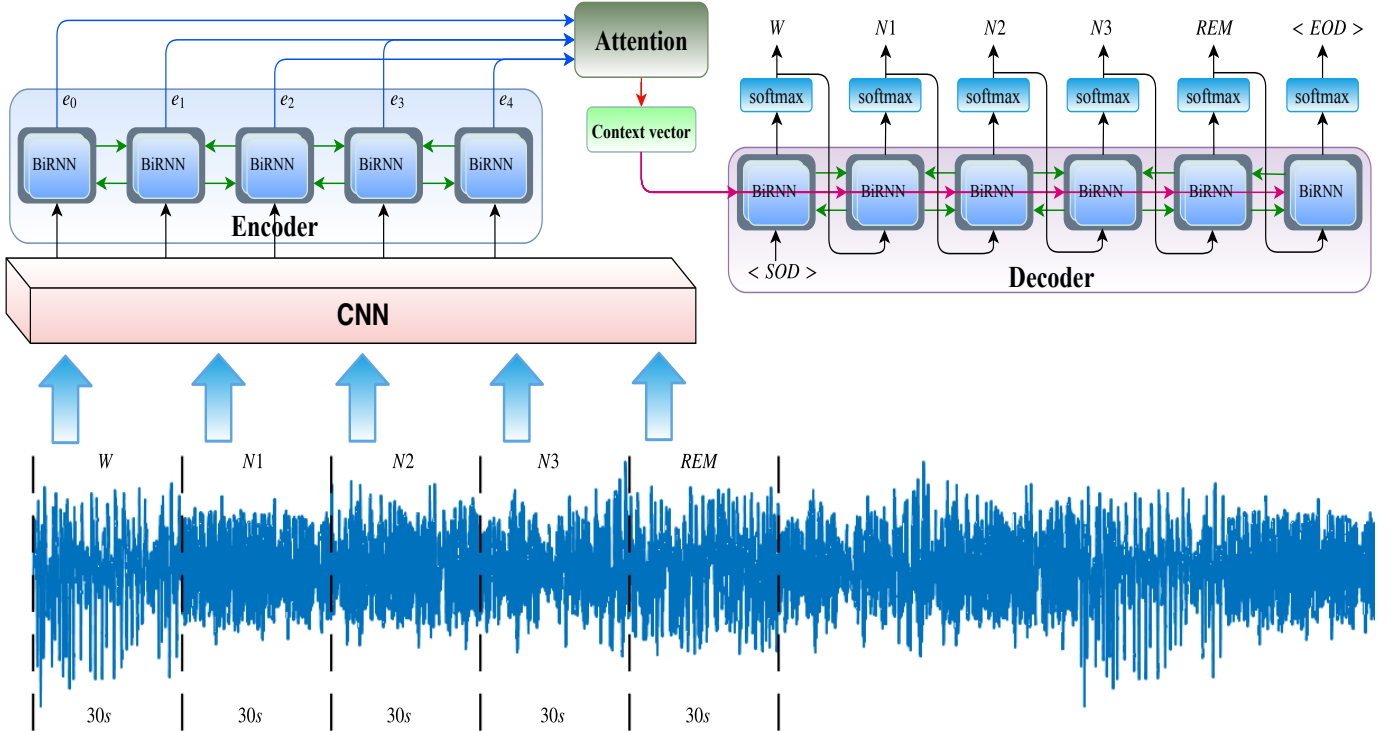 W N1 N2 N3 REM < EOD >
Attention
softmax softmax softmax softmax softmax softmax
e0 e1 e2 e3 e4
Context vector
BiRNN BiRNN BiRNN BiRNN BiRNN
BiRNN BiRNN BiRNN BiRNN BiRNN BiRNN
Encoder
< SOD >
Decoder
CNN
W N1 N2 N3 REM
30s 30s 30s 30s 30s